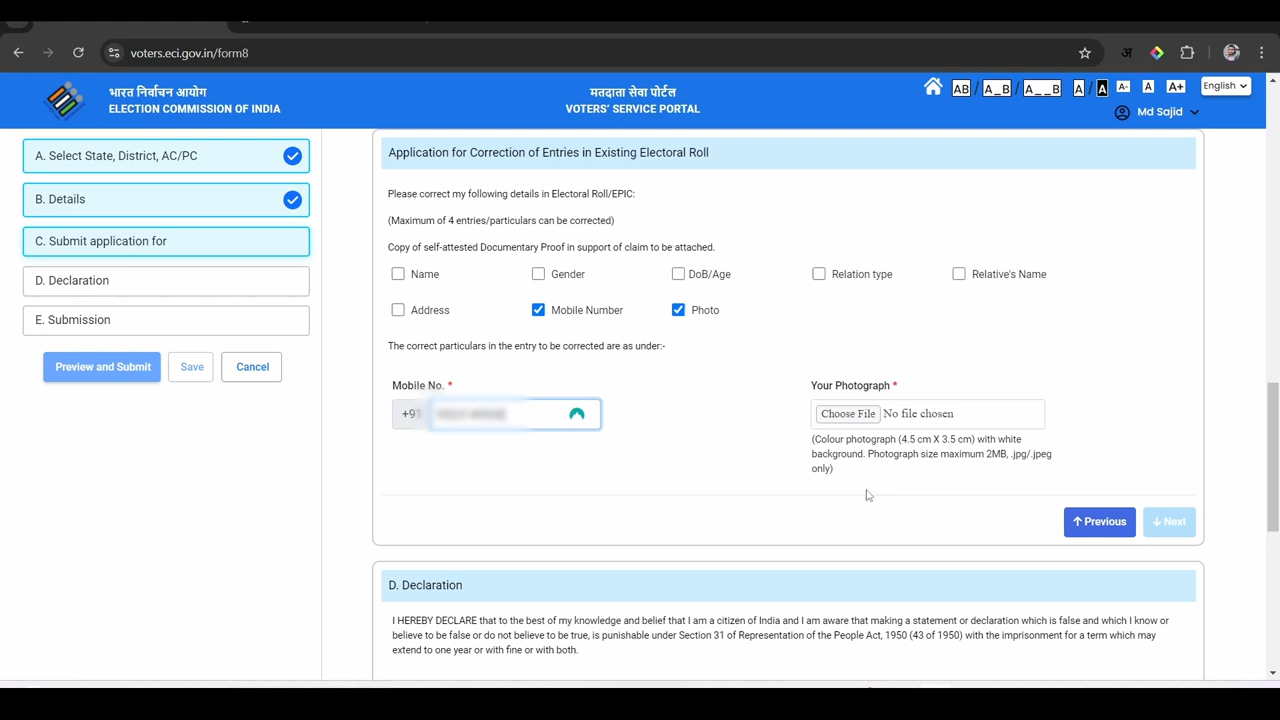 voters.eci.gov.in/form8
अ
भारत निर्वाचन आयोग
ELECTION COMMISSION OF INDIA
मतदाता सेवा पोर्टल
VOTERS' SERVICE PORTAL
AB / A_B / A__B A / A A- A A+ English
Md Sajid
A. Select State, District, AC/PC
B. Details
C. Submit application for
D. Declaration
E. Submission
Preview and Submit Save Cancel
Application for Correction of Entries in Existing Electoral Roll
Please correct my following details in Electoral Roll/EPIC:
(Maximum of 4 entries/particulars can be corrected)
Copy of self-attested Documentary Proof in support of claim to be attached.
Name Gender DoB/Age Relation type Relative's Name
Address Mobile Number Photo
The correct particulars in the entry to be corrected are as under:-
Mobile No. * Your Photograph *
+91 Choose File No file chosen
(Colour photograph (4.5 cm X 3.5 cm) with white
background. Photograph size maximum 2MB, .jpg/.jpeg
only)
↑ Previous ↓ Next
D. Declaration
I HEREBY DECLARE that to the best of my knowledge and belief that I am a citizen of India and I am aware that making a statement or declaration which is false and which I know or
believe to be false or do not believe to be true, is punishable under Section 31 of Representation of the People Act, 1950 (43 of 1950) with the imprisonment for a term which may
extend to one year or with fine or with both.